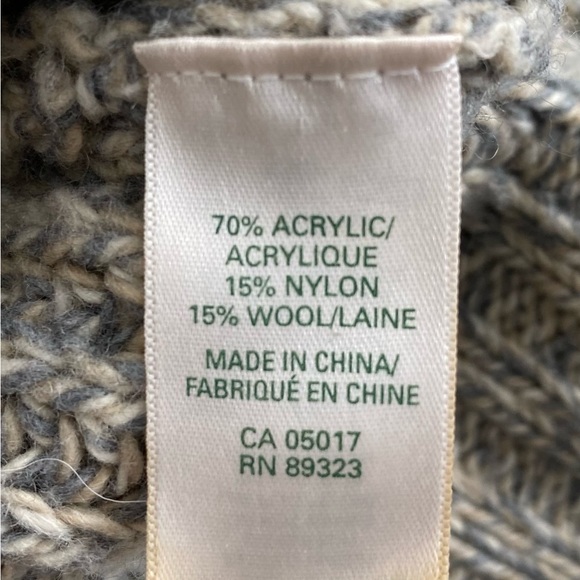 70% ACRYLIC/
ACRYLIQUE
15% NYLON
15% WOOL/LAINE
MADE IN CHINA/
FABRIQUÉ EN CHINE
CA 05017
RN 89323